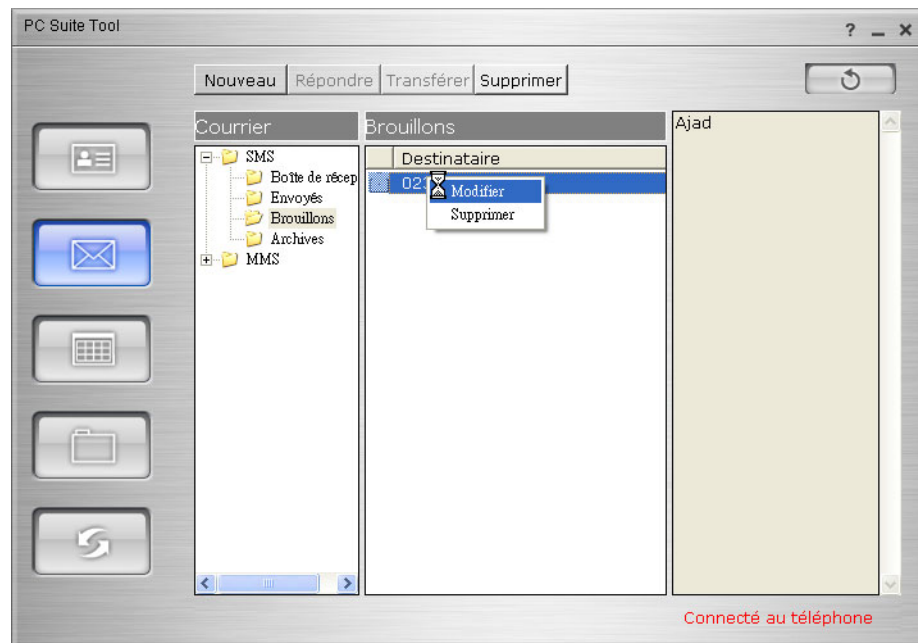 PC Suite Tool
Nouveau Répondre Transférer Supprimer
Courrier
SMS
Boîte de récep
Envoyés
Brouillons
Archives
MMS
Brouillons
Destinataire
Modifier
Supprimer
Ajad
Connecté au téléphone